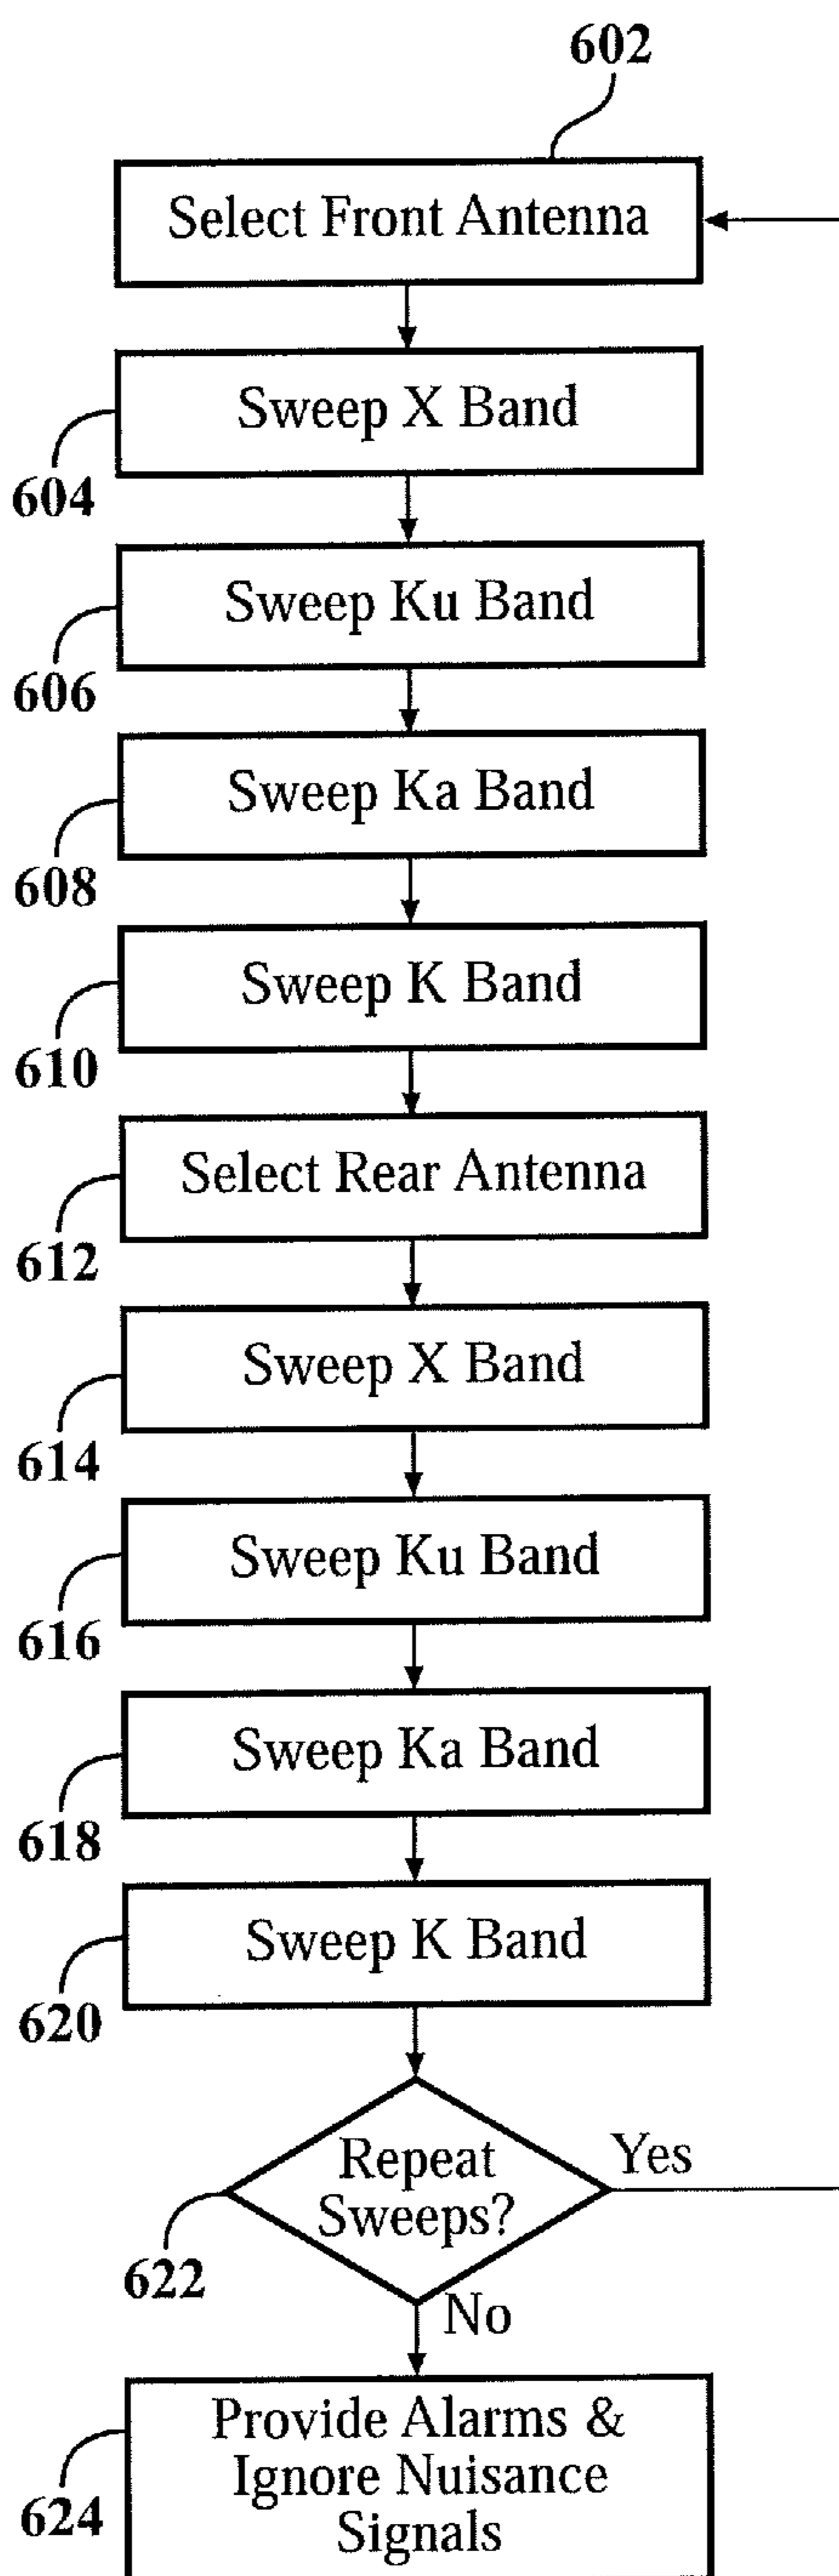 602
Select Front Antenna
Sweep X Band
604
Sweep Ku Band
606
Sweep Ka Band
608
Sweep K Band
610
Select Rear Antenna
612
Sweep X Band
614
Sweep Ku Band
616
Sweep Ka Band
618
Sweep K Band
620
Repeat
Sweeps?
Yes
622
No
Provide Alarms &
Ignore Nuisance
Signals
624